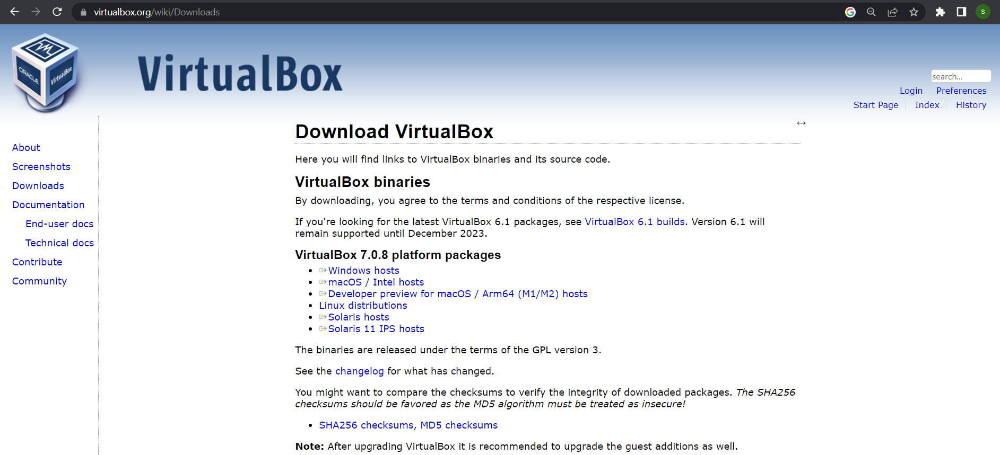 virtualbox.org/wiki/Downloads
S
ORACLE
VirtualBox
VirtualBox
search...
Login
Preferences
Start Page
Index
History
About
Screenshots
Downloads
Documentation
End-user docs
Technical docs
Contribute
Community
Download VirtualBox
Here you will find links to VirtualBox binaries and its source code.
VirtualBox binaries
By downloading, you agree to the terms and conditions of the respective license.
If you're looking for the latest VirtualBox 6.1 packages, see VirtualBox 6.1 builds. Version 6.1 will
remain supported until December 2023.
VirtualBox 7.0.8 platform packages
Windows hosts
macOS / Intel hosts
Developer preview for macOS / Arm64 (M1/M2) hosts
Linux distributions
Solaris hosts
Solaris 11 IPS hosts
The binaries are released under the terms of the GPL version 3.
See the changelog for what has changed.
You might want to compare the checksums to verify the integrity of downloaded packages. The SHA256
checksums should be favored as the MD5 algorithm must be treated as insecure!
SHA256 checksums, MD5 checksums
Note: After upgrading VirtualBox it is recommended to upgrade the guest additions as well.